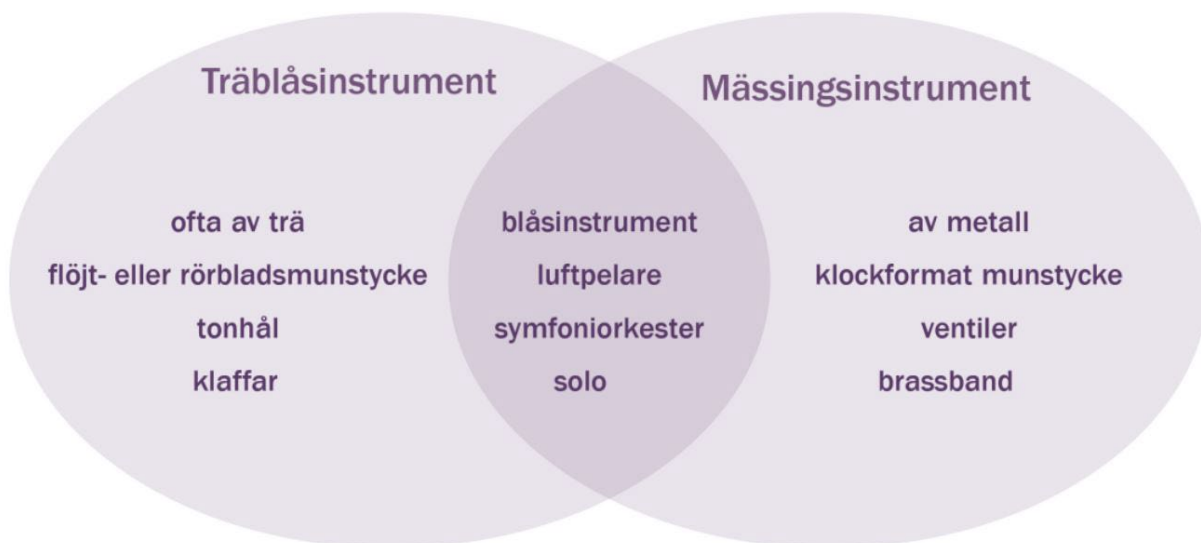 Träblåsinstrument
Mässingsinstrument
ofta av trä
flöjt- eller rörbladsmunstycke
tonhål
klaffar
blåsinstrument
luftpelare
symfoniorkester
solo
av metall
klockformat munstycke
ventiler
brassband